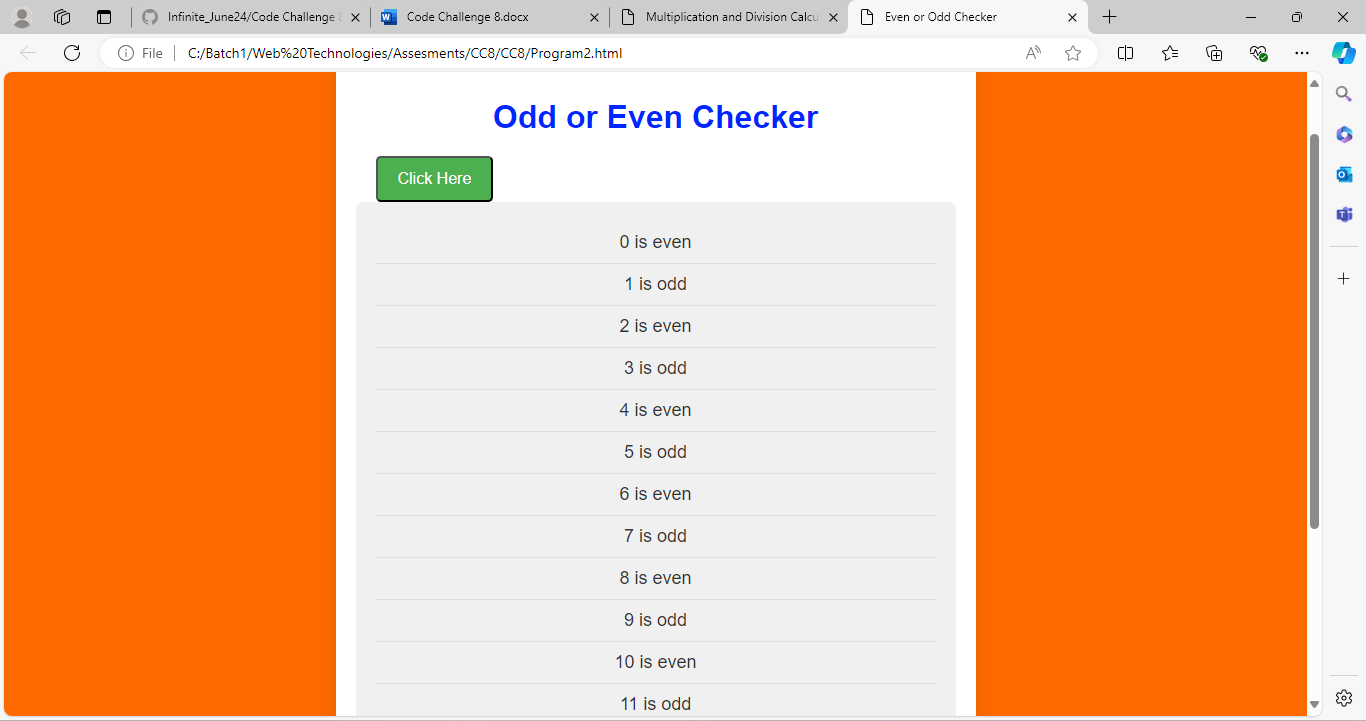 Infinite_June24/Code Challenge 8
Code Challenge 8.docx
Multiplication and Division Calcu
Even or Odd Checker
File
C:/Batch1/Web%20Technologies/Assesments/CC8/CC8/Program2.html
Odd or Even Checker
Click Here
0 is even
1 is odd
2 is even
3 is odd
4 is even
5 is odd
6 is even
7 is odd
8 is even
9 is odd
10 is even
11 is odd